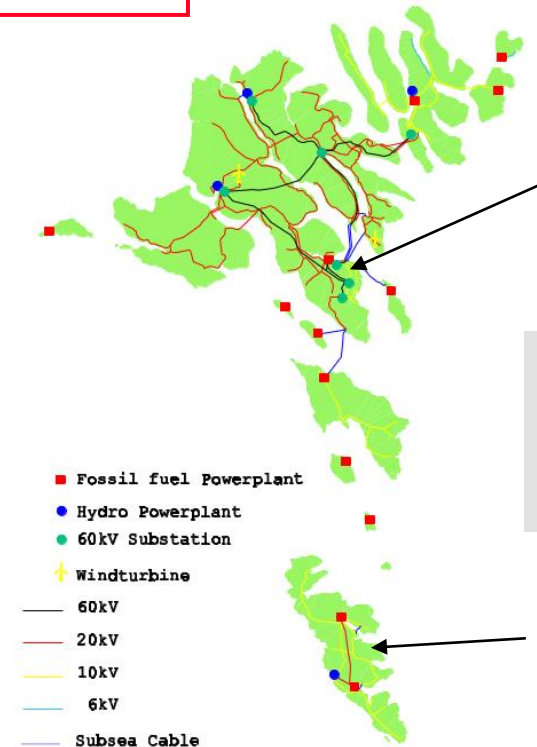 Fossil fuel Powerplant
Hydro Powerplant
60kV Substation
Windturbine
60kV
20kV
10kV
6kV
Subsea Cable